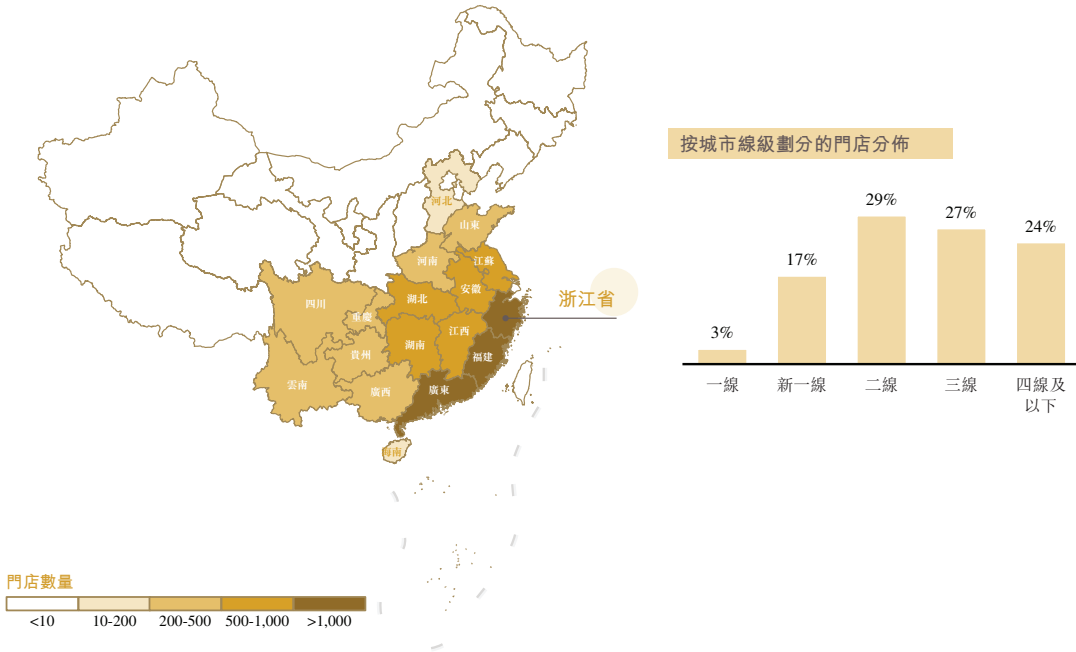 按城市線級劃分的門店分佈
河北
山東
河南
江蘇
安徽
四川
重慶
湖北
浙江省
湖南
江西
貴州
福建
雲南
廣西
廣東
海南
29%
27%
24%
17%
3%
一線
新一線
二線
三線
四線及
以下
門店數量
<10
10-200
200-500
500-1,000
>1,000